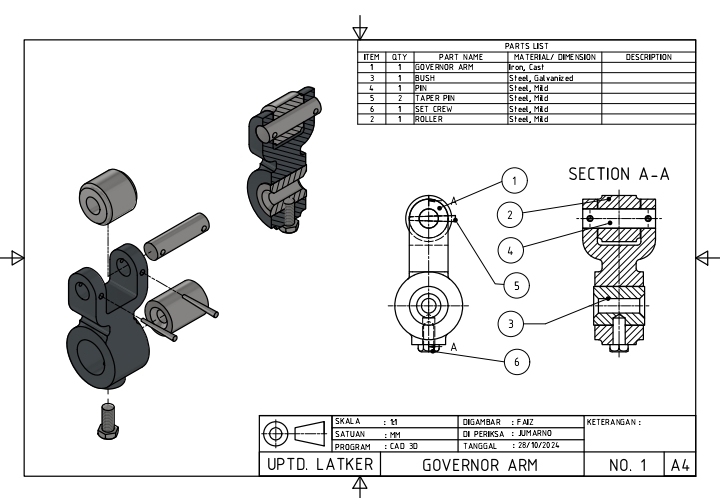 PARTS LIST
ITEM QTY PART NAME MATERIAL/ DIMENSION DESCRIPTION
1 1 GOVERNOR ARM Iron, Cast
3 1 BUSH Steel, Galvanized
4 1 PIN Steel, Mild
5 2 TAPER PIN Steel, Mild
6 1 SET CREW Steel, Mild
2 1 ROLLER Steel, Mild
SECTION A-A
A
1
2
4
5
3
A
6
SKALA : 1:1 DIGAMBAR : FAIZ KETERANGAN :
SATUAN : MM DI PERIKSA : JUMARNO
PROGRAM : CAD 3D TANGGAL : 28/10/2024
UPTD. LATKER GOVERNOR ARM NO. 1 A4